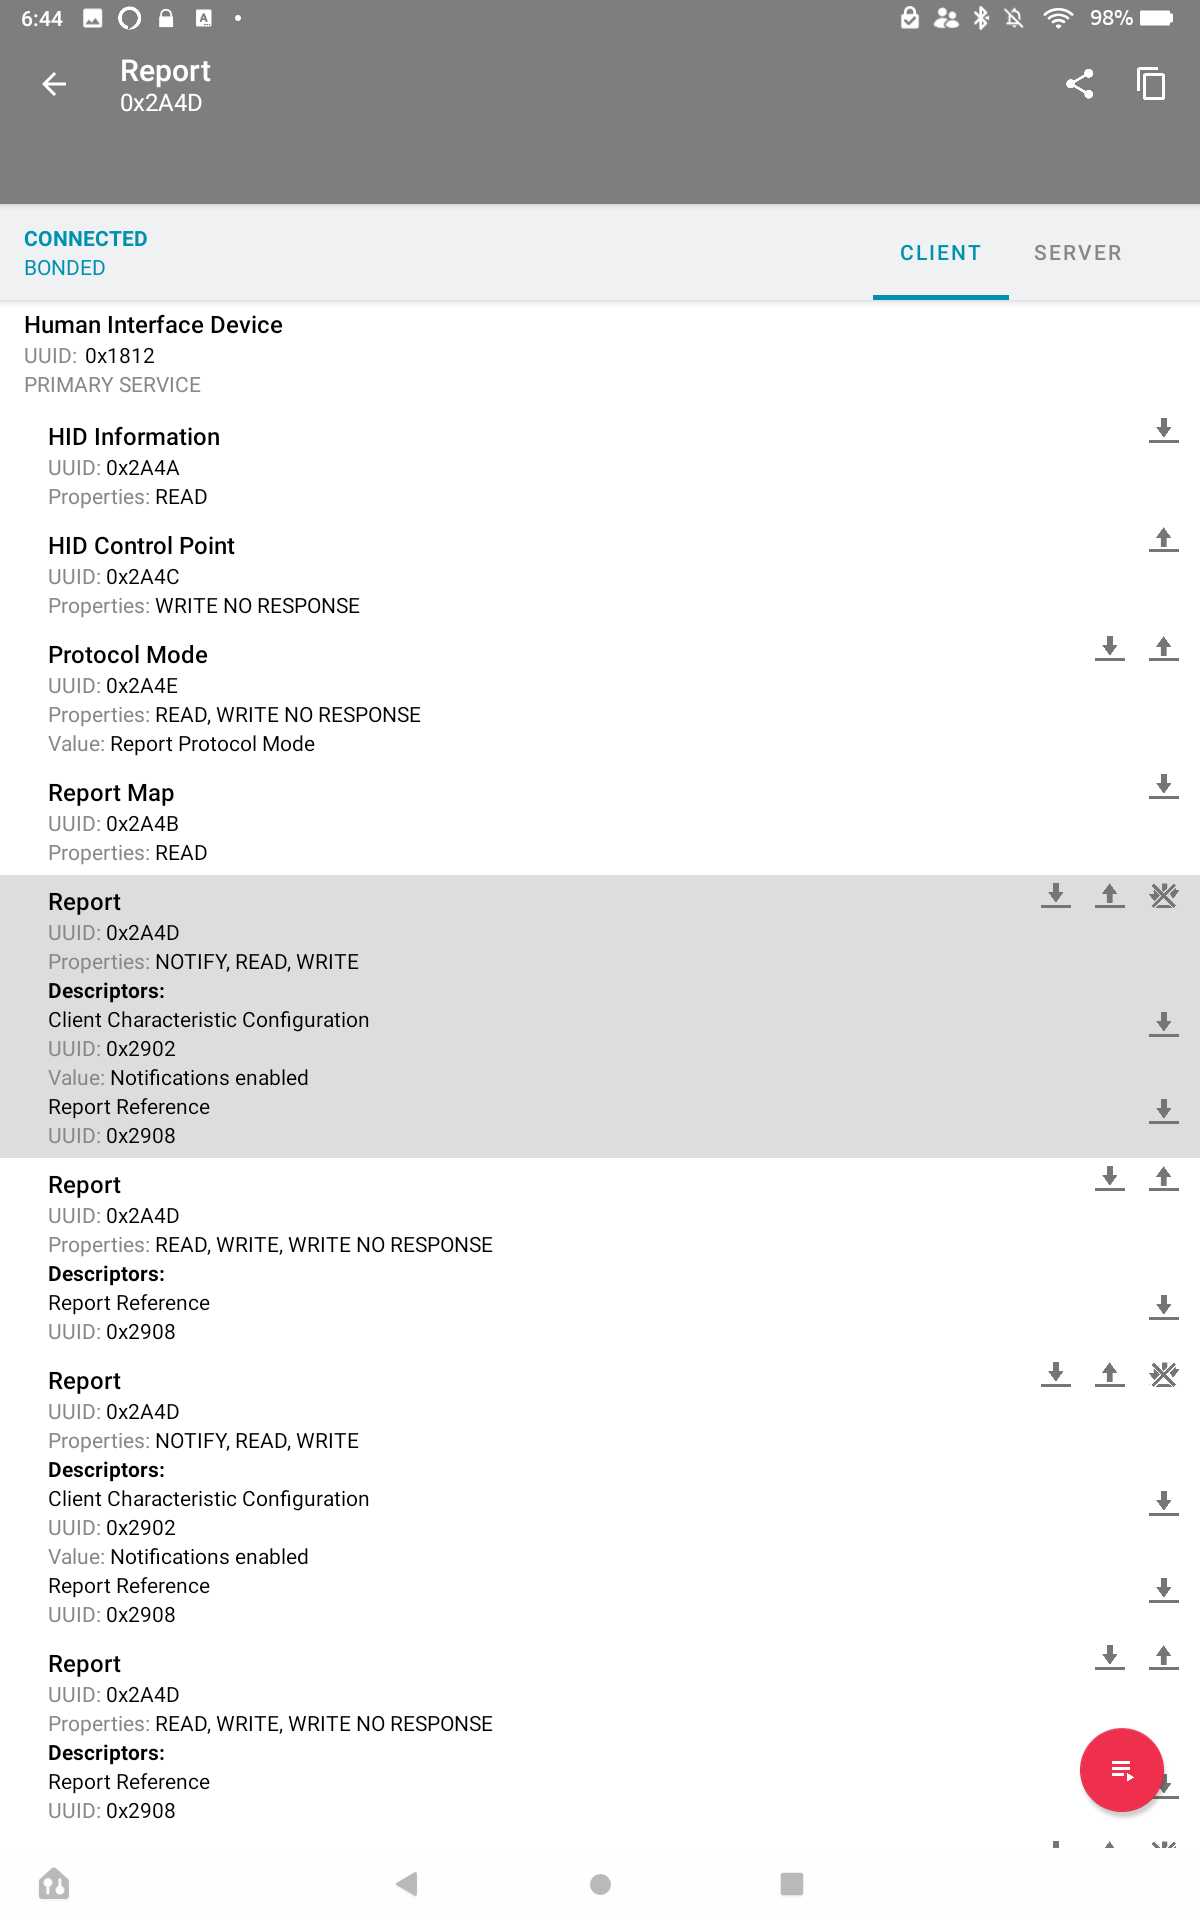 6:44
98%
Report
0x2A4D
CONNECTED
BONDED
CLIENT
SERVER
Human Interface Device
UUID: 0x1812
PRIMARY SERVICE
HID Information
UUID: 0x2A4A
Properties: READ
HID Control Point
UUID: 0x2A4C
Properties: WRITE NO RESPONSE
Protocol Mode
UUID: 0x2A4E
Properties: READ, WRITE NO RESPONSE
Value: Report Protocol Mode
Report Map
UUID: 0x2A4B
Properties: READ
Report
UUID: 0x2A4D
Properties: NOTIFY, READ, WRITE
Descriptors:
Client Characteristic Configuration
UUID: 0x2902
Value: Notifications enabled
Report Reference
UUID: 0x2908
Report
UUID: 0x2A4D
Properties: READ, WRITE, WRITE NO RESPONSE
Descriptors:
Report Reference
UUID: 0x2908
Report
UUID: 0x2A4D
Properties: NOTIFY, READ, WRITE
Descriptors:
Client Characteristic Configuration
UUID: 0x2902
Value: Notifications enabled
Report Reference
UUID: 0x2908
Report
UUID: 0x2A4D
Properties: READ, WRITE, WRITE NO RESPONSE
Descriptors:
Report Reference
UUID: 0x2908